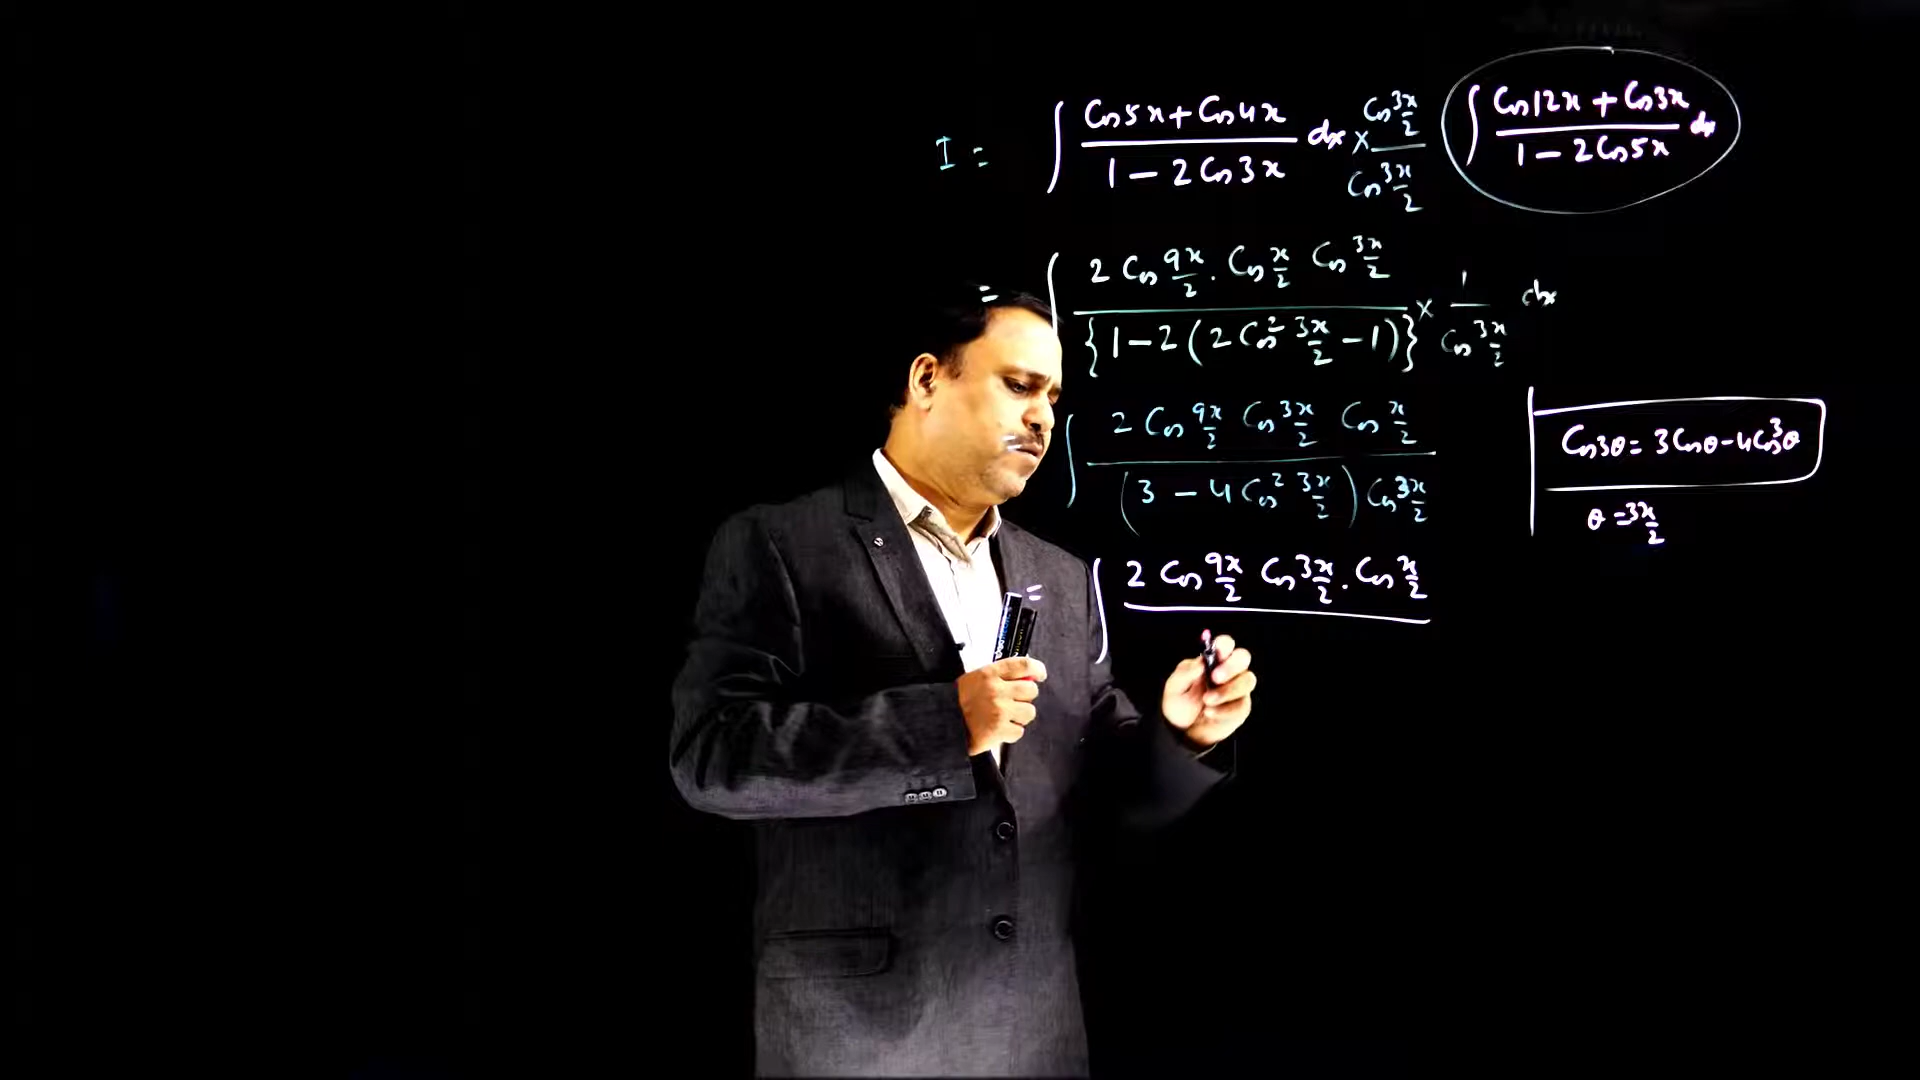 I = ∫ (Cos5x + Cos4x)/(1 - 2Cos3x) dx × (Cos 3x/2)/(Cos 3x/2)
∫ (Cos12x + Cos3x)/(1 - 2Cos5x) dx
= ∫ (2 Cos 9x/2 . Cos x/2 Cos 3x/2)/{1-2(2Cos² 3x/2 - 1)} × 1/(Cos 3x/2) dx
= ∫ (2 Cos 9x/2 Cos 3x/2 Cos x/2)/((3 - 4Cos² 3x/2) Cos 3x/2)
Cos3θ = 3Cosθ-4Cos³θ
θ = 3x/2
= ∫ 2 Cos 9x/2 Cos 3x/2 . Cos x/2